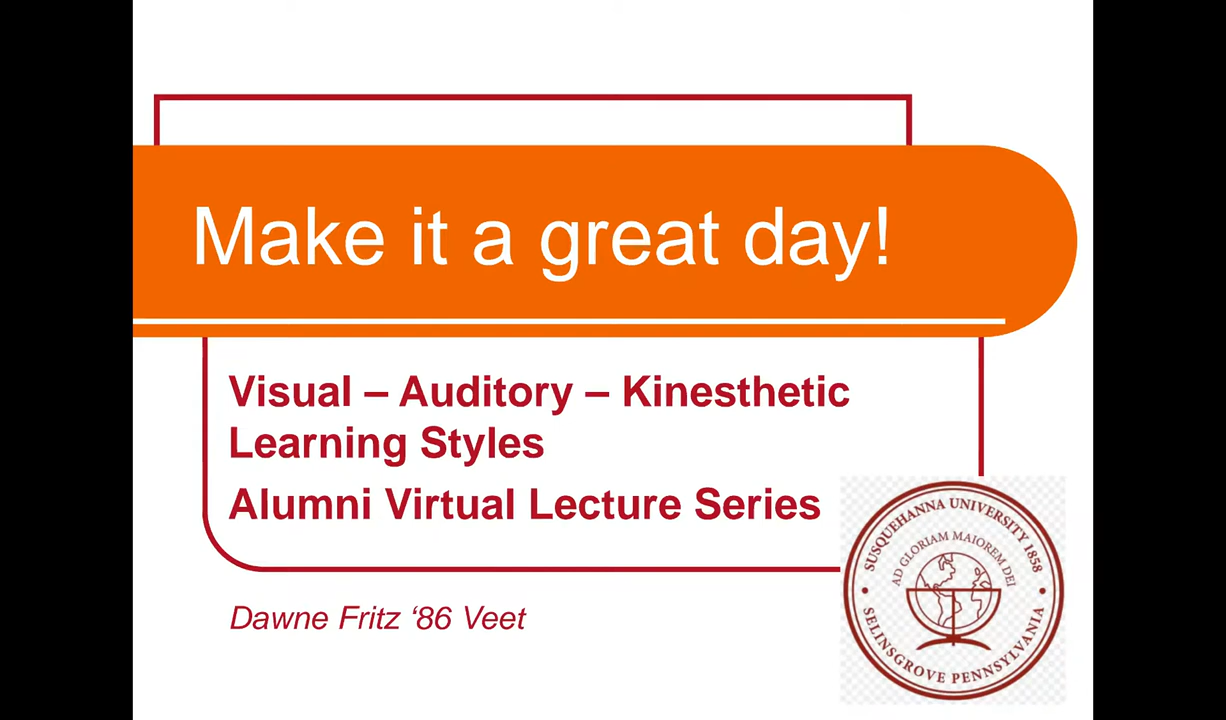 Make it a great day!
Visual – Auditory – Kinesthetic
Learning Styles
Alumni Virtual Lecture Series
Dawne Fritz ‘86 Veet
SUSQUEHANNA UNIVERSITY 1858
AD GLORIAM MAIOREM DEI
SELINSGROVE PENNSYLVANIA